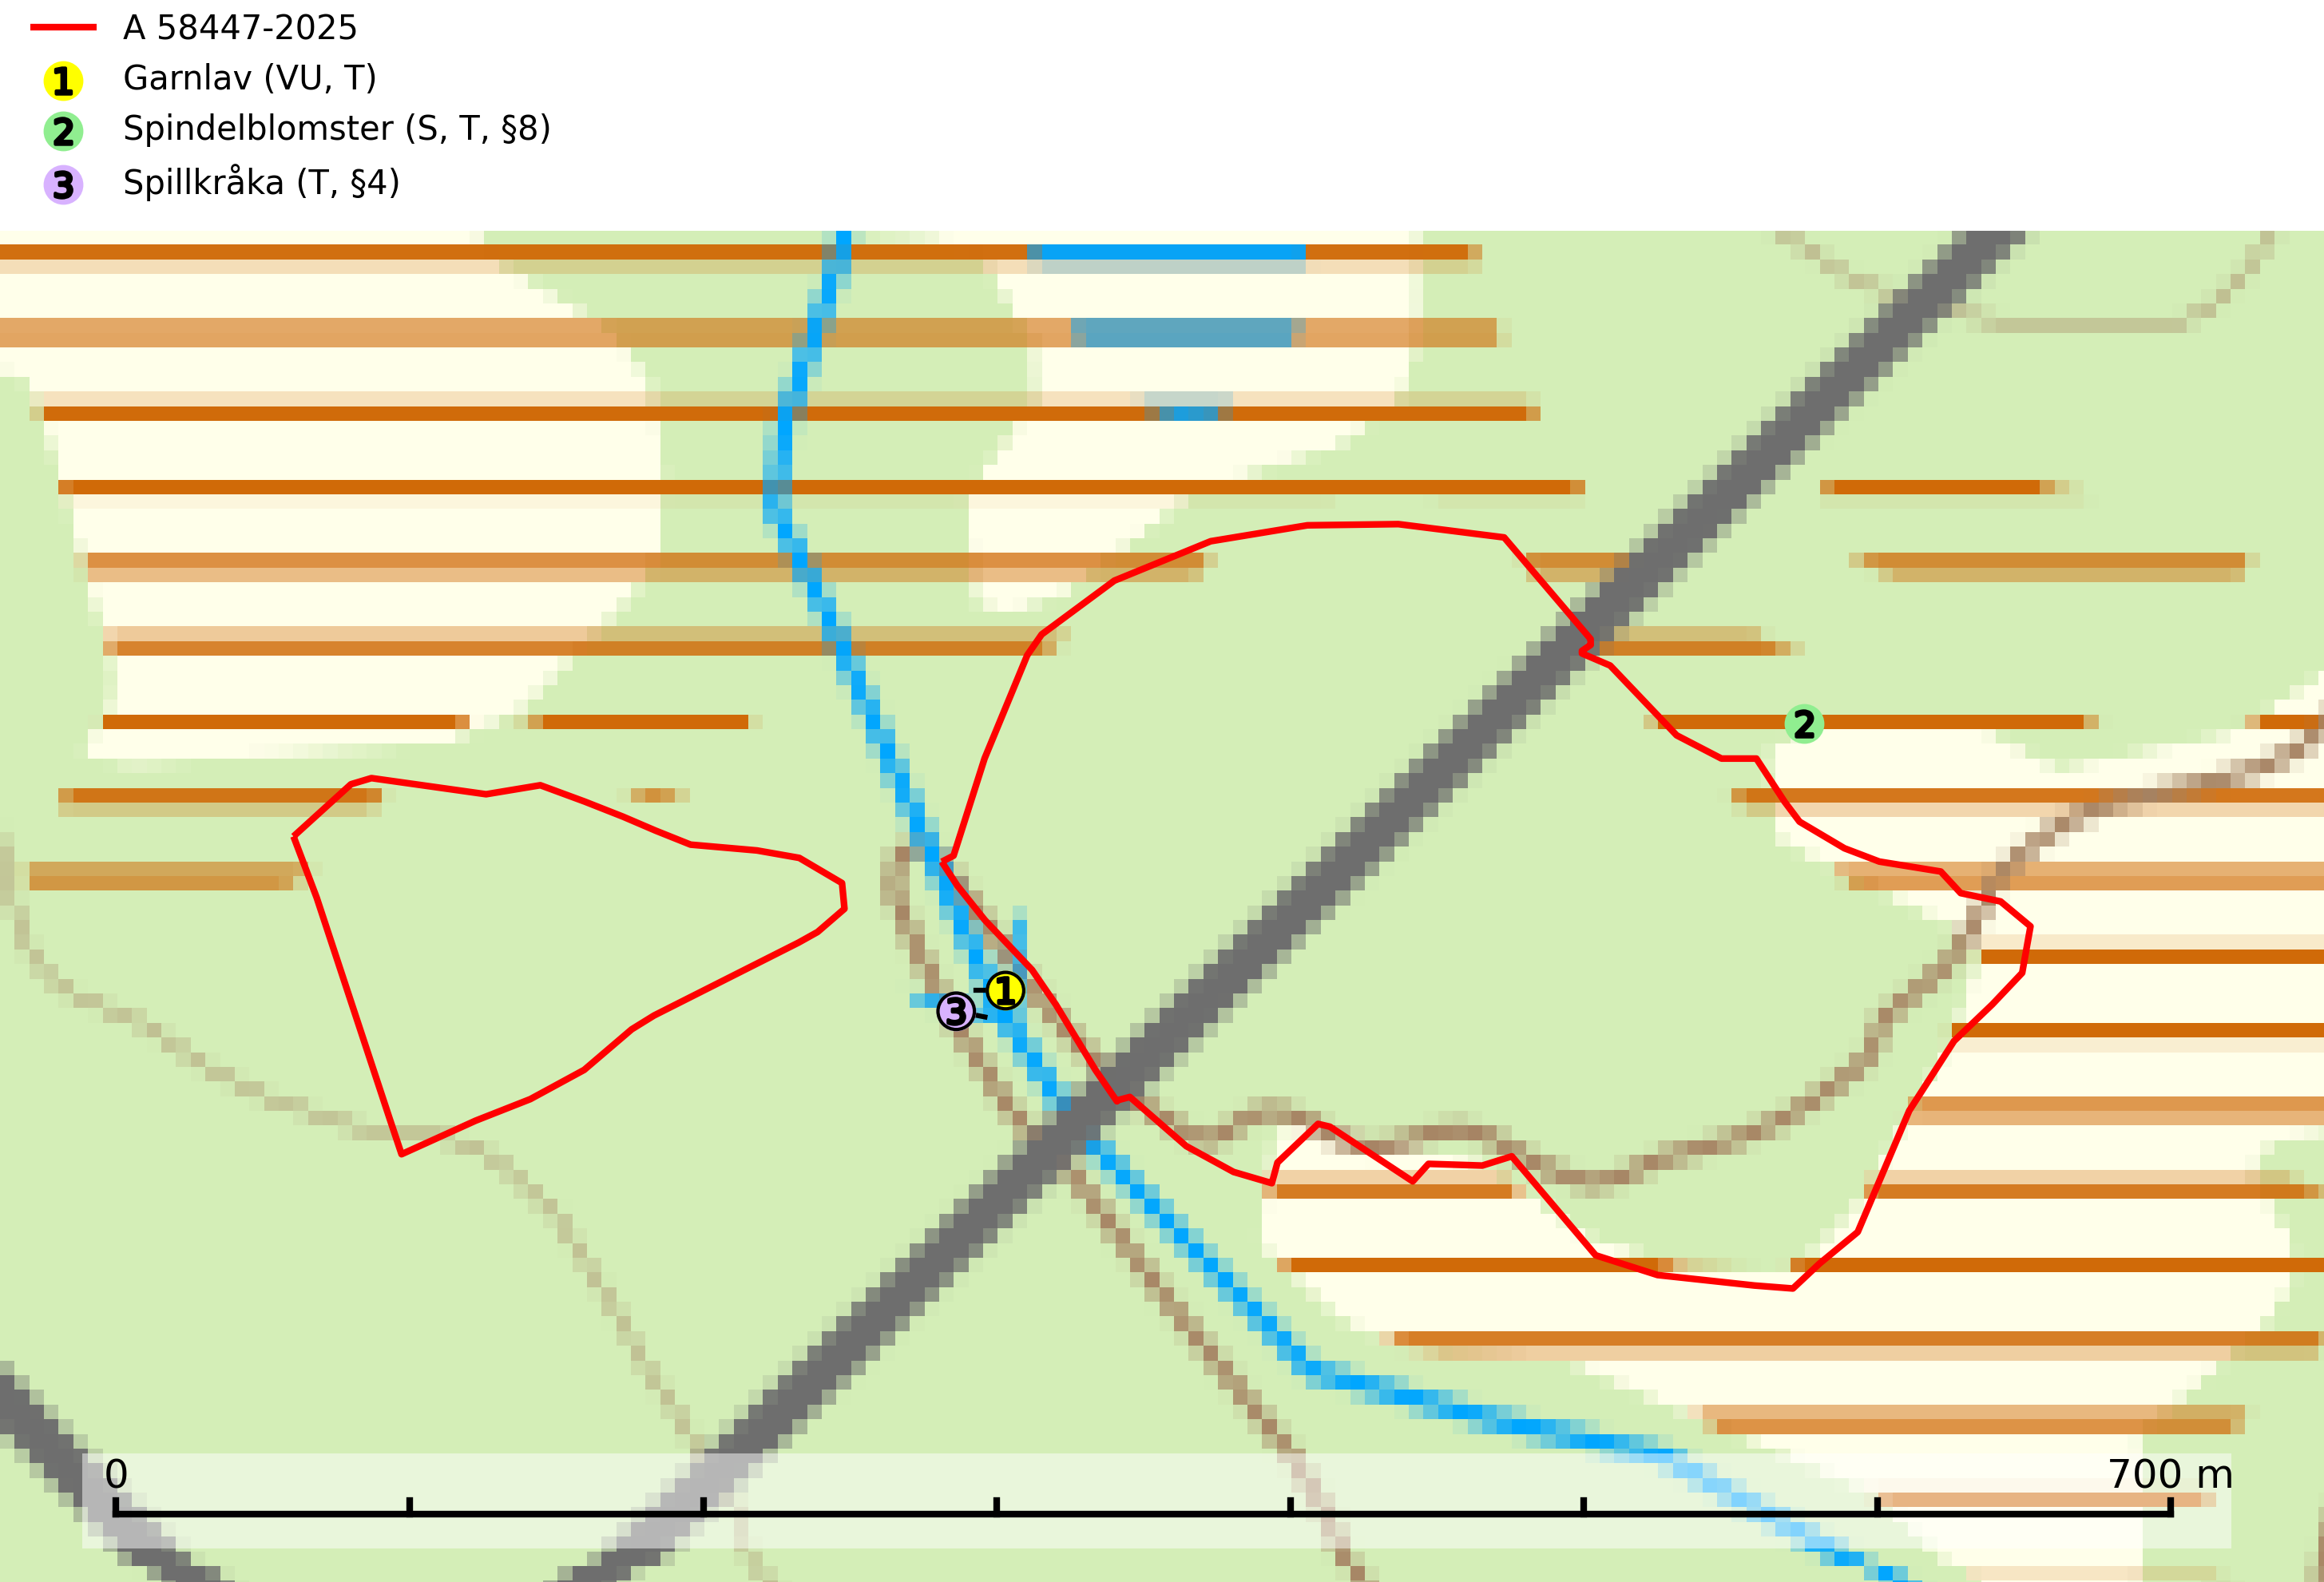 A 58447-2025
1 Garnlav (VU, T)
2 Spindelblomster (S, T, §8)
3 Spillkråka (T, §4)
2
1
3
0 700 m